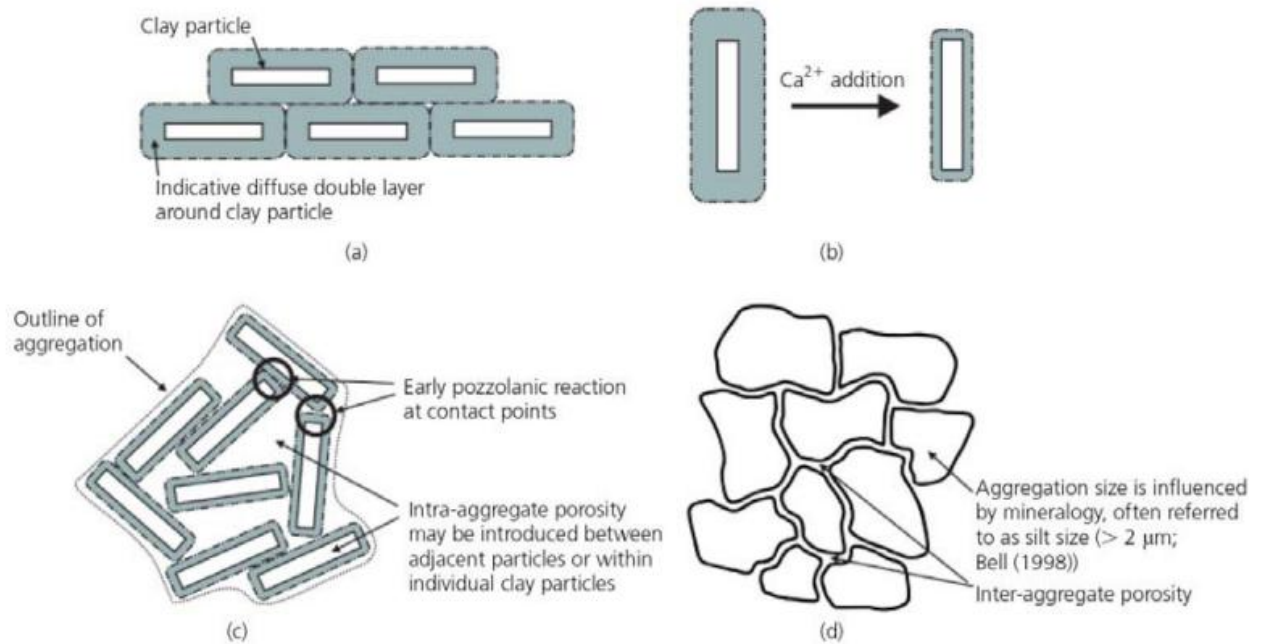 Clay particle
Indicative diffuse double layer
around clay particle
(a)
Ca²⁺ addition
(b)
Outline of
aggregation
Early pozzolanic reaction
at contact points
Intra-aggregate porosity
may be introduced between
adjacent particles or within
individual clay particles
(c)
Aggregation size is influenced
by mineralogy, often referred
to as silt size (> 2 μm;
Bell (1998))
Inter-aggregate porosity
(d)